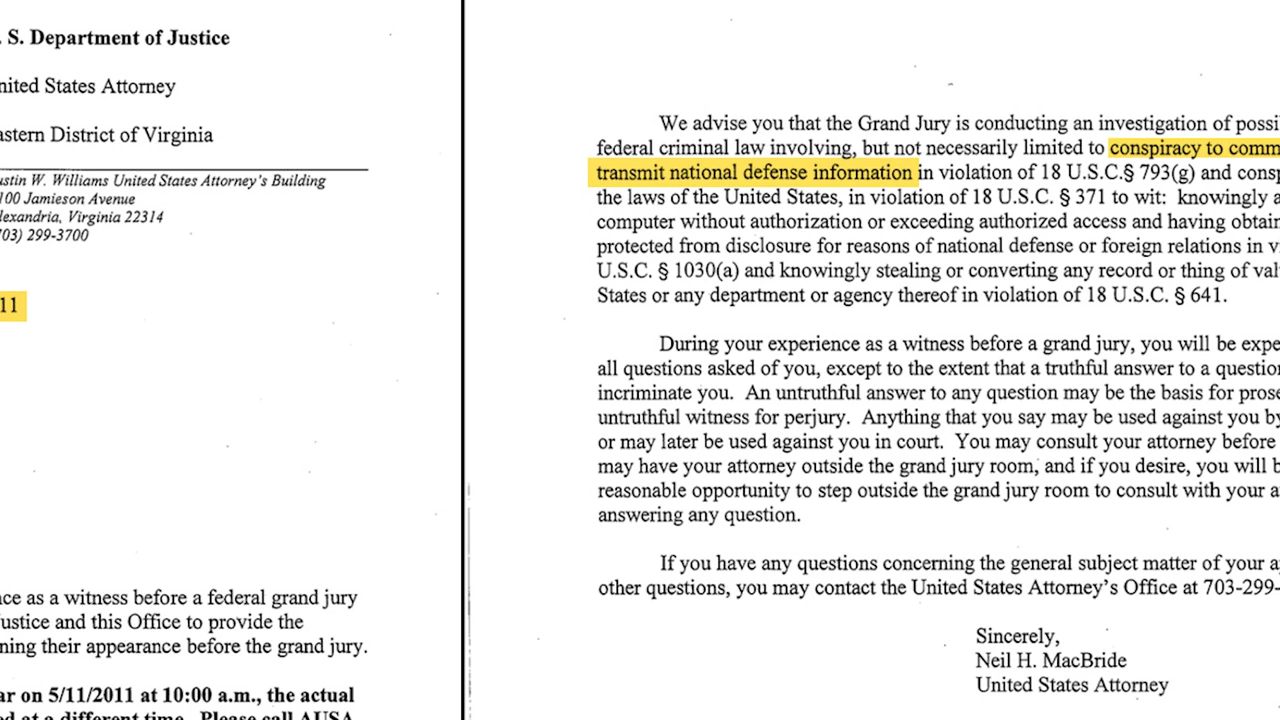 . S. Department of Justice
nited States Attorney
astern District of Virginia
ustin W. Williams United States Attorney's Building
100 Jamieson Avenue
lexandria, Virginia 22314
703) 299-3700
11
ce as a witness before a federal grand jury
ustice and this Office to provide the
ning their appearance before the grand jury.
ar on 5/11/2011 at 10:00 a.m., the actual
ed at a different time. Please call AUSA
We advise you that the Grand Jury is conducting an investigation of possi
federal criminal law involving, but not necessarily limited to conspiracy to comm
transmit national defense information in violation of 18 U.S.C.§ 793(g) and consp
the laws of the United States, in violation of 18 U.S.C. § 371 to wit: knowingly a
computer without authorization or exceeding authorized access and having obtain
protected from disclosure for reasons of national defense or foreign relations in v
U.S.C. § 1030(a) and knowingly stealing or converting any record or thing of val
States or any department or agency thereof in violation of 18 U.S.C. § 641.
During your experience as a witness before a grand jury, you will be expe
all questions asked of you, except to the extent that a truthful answer to a question
incriminate you. An untruthful answer to any question may be the basis for prose
untruthful witness for perjury. Anything that you say may be used against you by
or may later be used against you in court. You may consult your attorney before
may have your attorney outside the grand jury room, and if you desire, you will b
reasonable opportunity to step outside the grand jury room to consult with your a
answering any question.
If you have any questions concerning the general subject matter of your a
other questions, you may contact the United States Attorney's Office at 703-299-
Sincerely,
Neil H. MacBride
United States Attorney